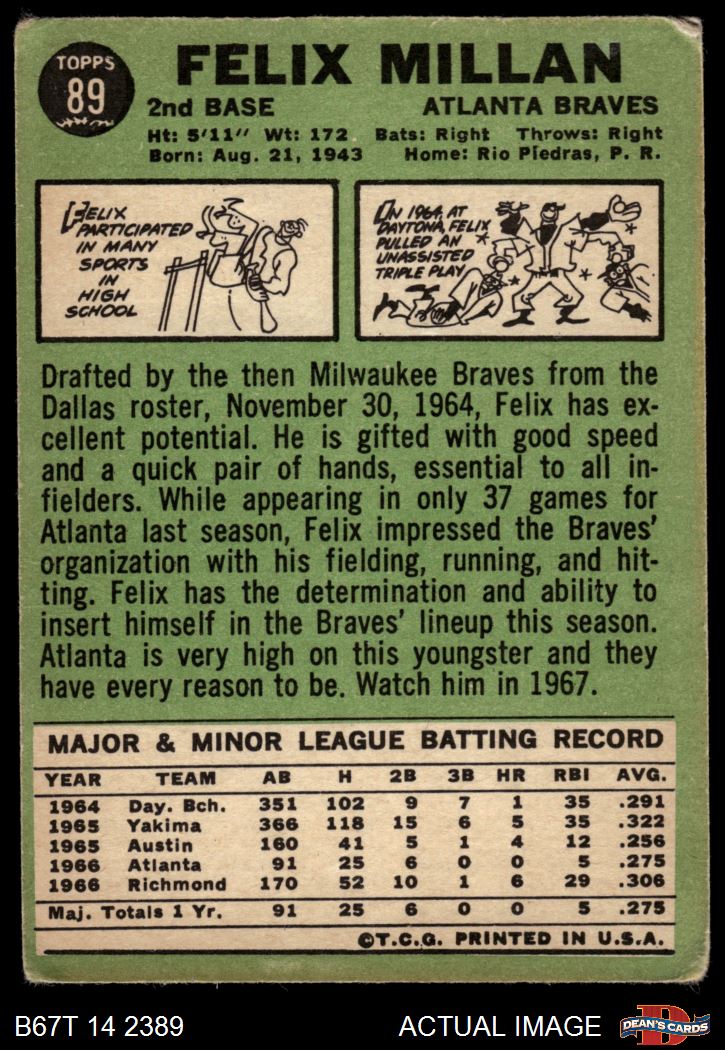 TOPPS
89
FELIX MILLAN
2nd BASE ATLANTA BRAVES
Ht: 5'11" Wt: 172 Bats: Right Throws: Right
Born: Aug. 21, 1943 Home: Rio Piedras, P. R.
FELIX
PARTICIPATED
IN MANY
SPORTS
IN
HIGH
SCHOOL
IN 1964, AT
DAYTONA, FELIX
PULLED AN
UNASSISTED
TRIPLE PLAY
Drafted by the then Milwaukee Braves from the
Dallas roster, November 30, 1964, Felix has ex-
cellent potential. He is gifted with good speed
and a quick pair of hands, essential to all in-
fielders. While appearing in only 37 games for
Atlanta last season, Felix impressed the Braves'
organization with his fielding, running, and hit-
ting. Felix has the determination and ability to
insert himself in the Braves' lineup this season.
Atlanta is very high on this youngster and they
have every reason to be. Watch him in 1967.
MAJOR & MINOR LEAGUE BATTING RECORD
YEAR TEAM AB H 2B 3B HR RBI AVG.
1964 Day. Bch. 351 102 9 7 1 35 .291
1965 Yakima 366 118 15 6 5 35 .322
1965 Austin 160 41 5 1 4 12 .256
1966 Atlanta 91 25 6 0 0 5 .275
1966 Richmond 170 52 10 1 6 29 .306
Maj. Totals 1 Yr. 91 25 6 0 0 5 .275
©T.C.G. PRINTED IN U.S.A.
B67T 14 2389 ACTUAL IMAGE DEAN'S CARDS